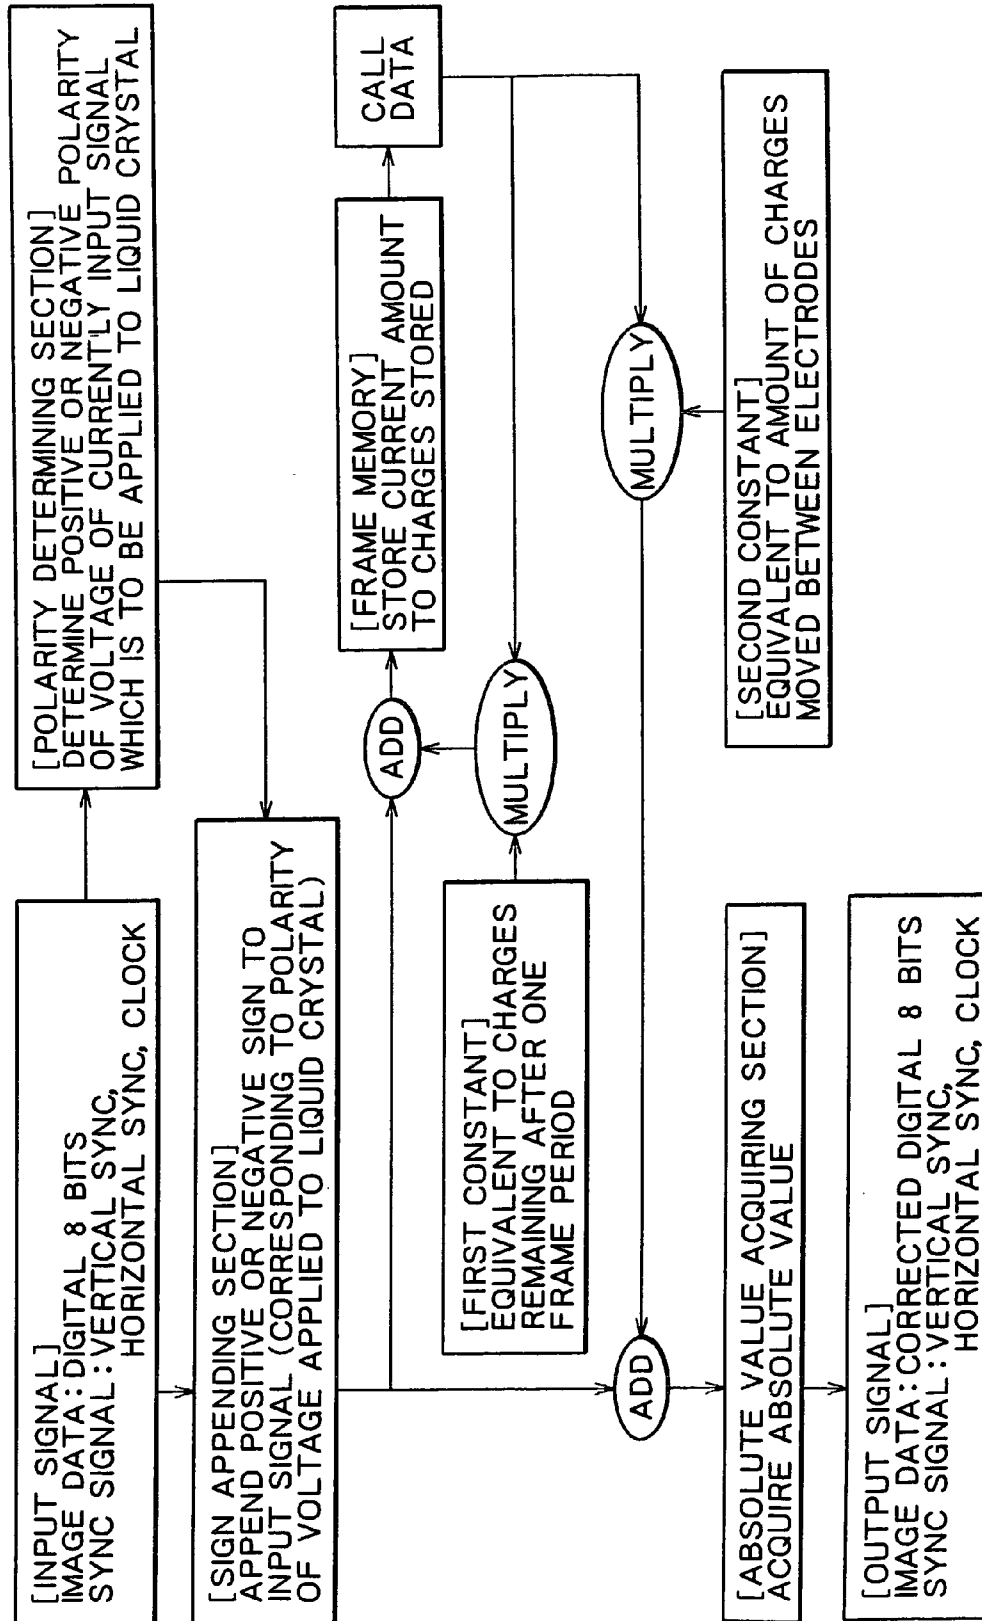 [INPUT SIGNAL]
IMAGE DATA:DIGITAL 8 BITS
SYNC SIGNAL:VERTICAL SYNC,
HORIZONTAL SYNC, CLOCK
[POLARITY DETERMINING SECTION]
DETERMINE POSITIVE OR NEGATIVE POLARITY
OF VOLTAGE OF CURRENTLY INPUT SIGNAL
WHICH IS TO BE APPLIED TO LIQUID CRYSTAL
[SIGN APPENDING SECTION]
APPEND POSITIVE OR NEGATIVE SIGN TO
INPUT SIGNAL (CORRESPONDING TO POLARITY
OF VOLTAGE APPLIED TO LIQUID CRYSTAL)
ADD
[FRAME MEMORY]
STORE CURRENT AMOUNT
TO CHARGES STORED
CALL
DATA
[FIRST CONSTANT]
EQUIVALENT TO CHARGES
REMAINING AFTER ONE
FRAME PERIOD
MULTIPLY
ADD
MULTIPLY
[SECOND CONSTANT]
EQUIVALENT TO AMOUNT OF CHARGES
MOVED BETWEEN ELECTRODES
[ABSOLUTE VALUE ACQUIRING SECTION]
ACQUIRE ABSOLUTE VALUE
[OUTPUT SIGNAL]
IMAGE DATA:CORRECTED DIGITAL 8 BITS
SYNC SIGNAL:VERTICAL SYNC,
HORIZONTAL SYNC, CLOCK